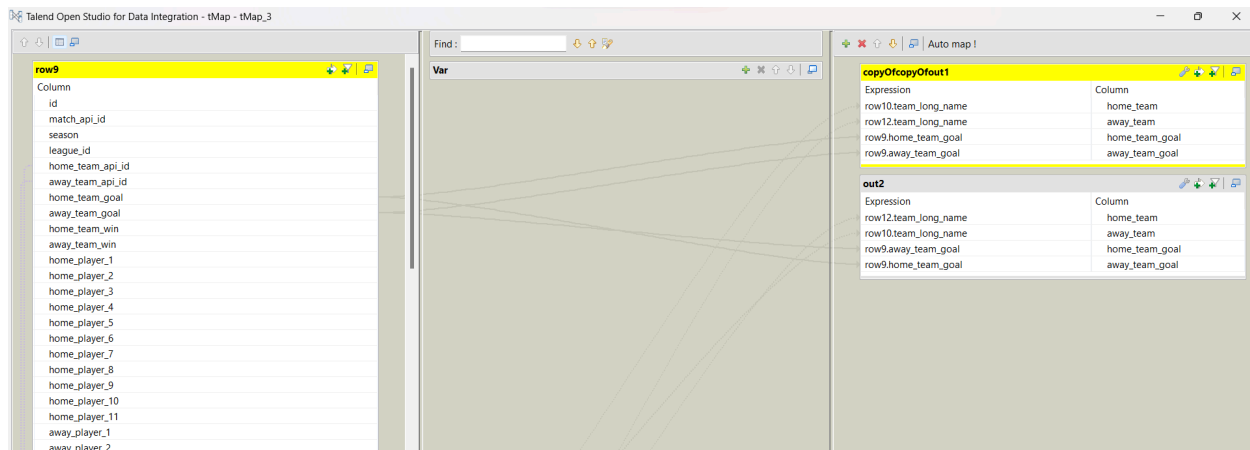 Talend Open Studio for Data Integration - tMap - tMap_3
Find :
Auto map !
row9
Column
id
match_api_id
season
league_id
home_team_api_id
away_team_api_id
home_team_goal
away_team_goal
home_team_win
away_team_win
home_player_1
home_player_2
home_player_3
home_player_4
home_player_5
home_player_6
home_player_7
home_player_8
home_player_9
home_player_10
home_player_11
away_player_1
away_player_2
Var
copyOfcopyOfout1
Expression Column
row10.team_long_name home_team
row12.team_long_name away_team
row9.home_team_goal home_team_goal
row9.away_team_goal away_team_goal
out2
Expression Column
row12.team_long_name home_team
row10.team_long_name away_team
row9.away_team_goal home_team_goal
row9.home_team_goal away_team_goal